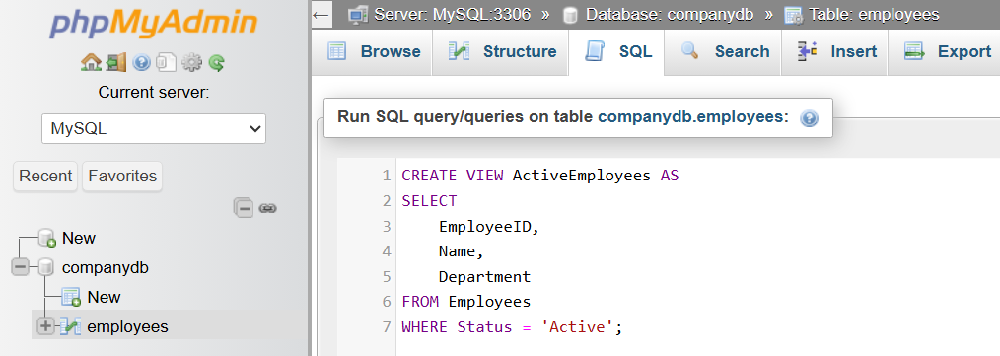 phpMyAdmin
Current server:
MySQL
Recent Favorites
New
companydb
New
employees
Server: MySQL:3306 » Database: companydb » Table: employees
Browse Structure SQL Search Insert Export
Run SQL query/queries on table companydb.employees:
1 CREATE VIEW ActiveEmployees AS
2 SELECT
3 EmployeeID,
4 Name,
5 Department
6 FROM Employees
7 WHERE Status = 'Active';